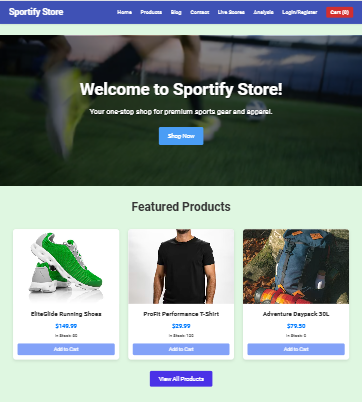 Sportify Store
Home Products Blog Contact Live Scores Analysis Login/Register Cart (0)
Welcome to Sportify Store!
Your one-stop shop for premium sports gear and apparel.
Shop Now
Featured Products
EliteGlide Running Shoes
$149.99
In Stock: 50
Add to Cart
ProFit Performance T-Shirt
$29.99
In Stock: 120
Add to Cart
Adventure Daypack 30L
$79.50
In Stock:
Add to Cart
View All Products